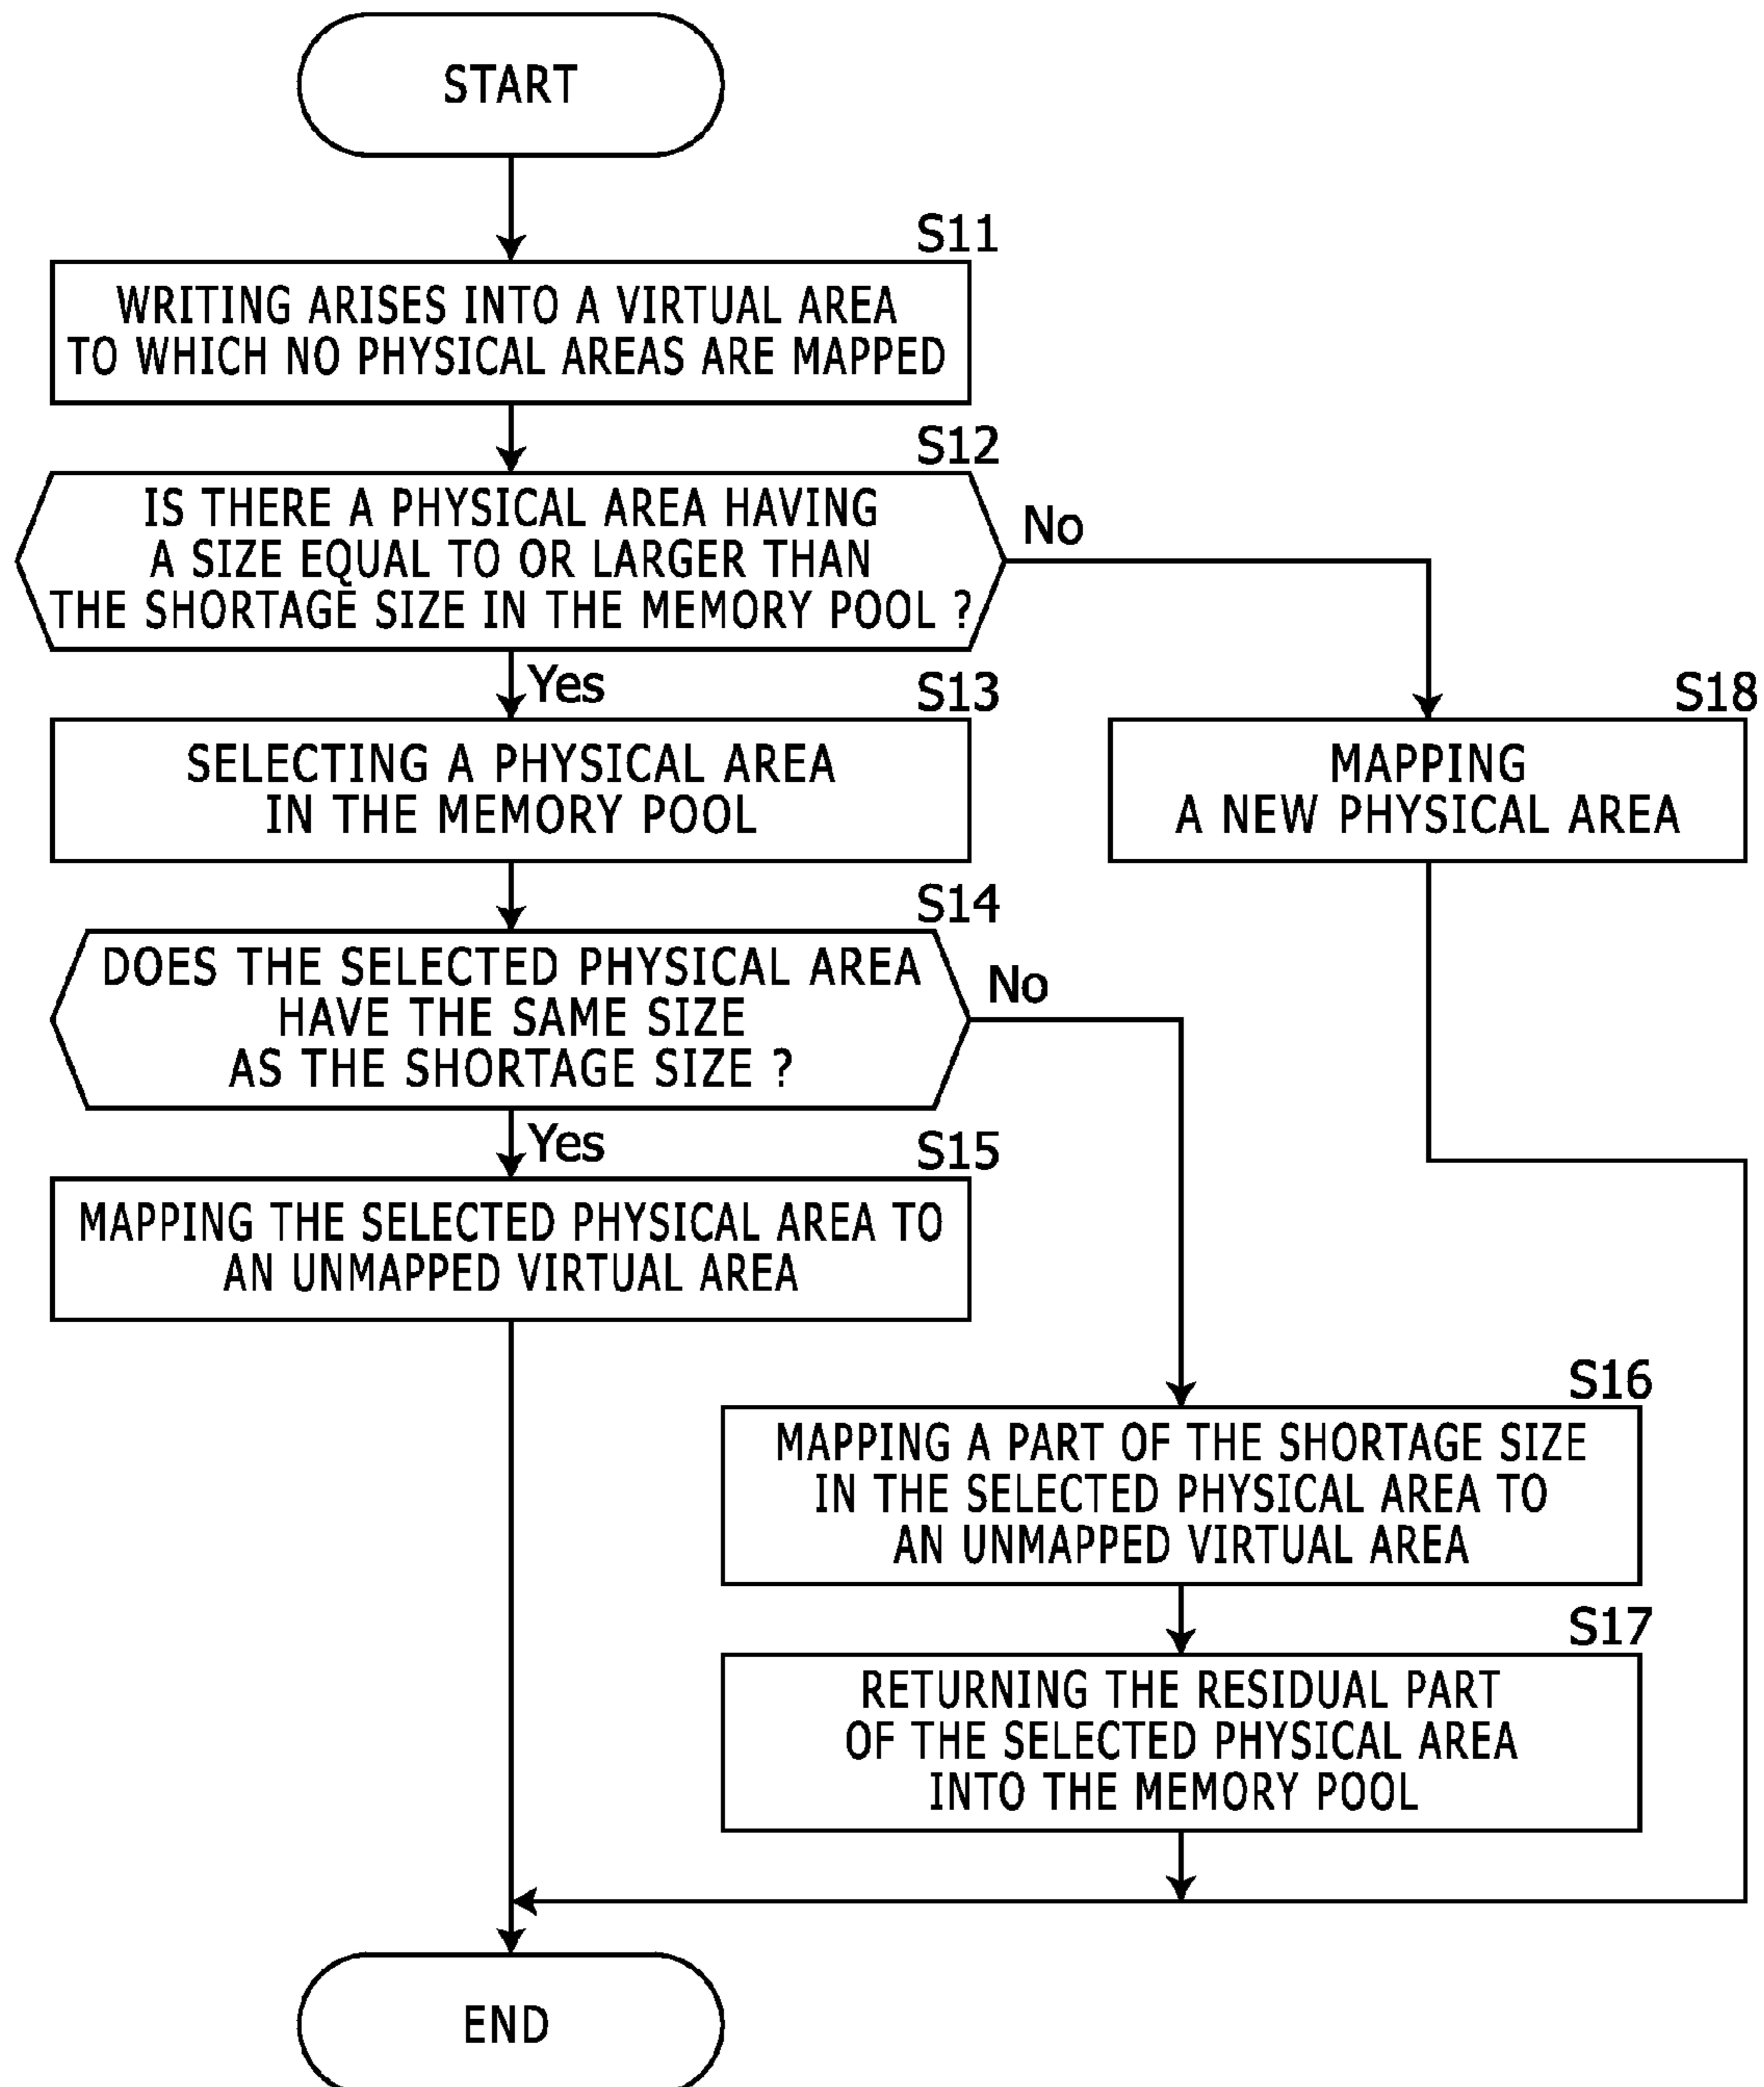 START
S11
WRITING ARISES INTO A VIRTUAL AREA
TO WHICH NO PHYSICAL AREAS ARE MAPPED
S12
IS THERE A PHYSICAL AREA HAVING
A SIZE EQUAL TO OR LARGER THAN
THE SHORTAGE SIZE IN THE MEMORY POOL ?
No
Yes
S13
SELECTING A PHYSICAL AREA
IN THE MEMORY POOL
S18
MAPPING
A NEW PHYSICAL AREA
S14
DOES THE SELECTED PHYSICAL AREA
HAVE THE SAME SIZE
AS THE SHORTAGE SIZE ?
No
Yes
S15
MAPPING THE SELECTED PHYSICAL AREA TO
AN UNMAPPED VIRTUAL AREA
S16
MAPPING A PART OF THE SHORTAGE SIZE
IN THE SELECTED PHYSICAL AREA TO
AN UNMAPPED VIRTUAL AREA
S17
RETURNING THE RESIDUAL PART
OF THE SELECTED PHYSICAL AREA
INTO THE MEMORY POOL
END